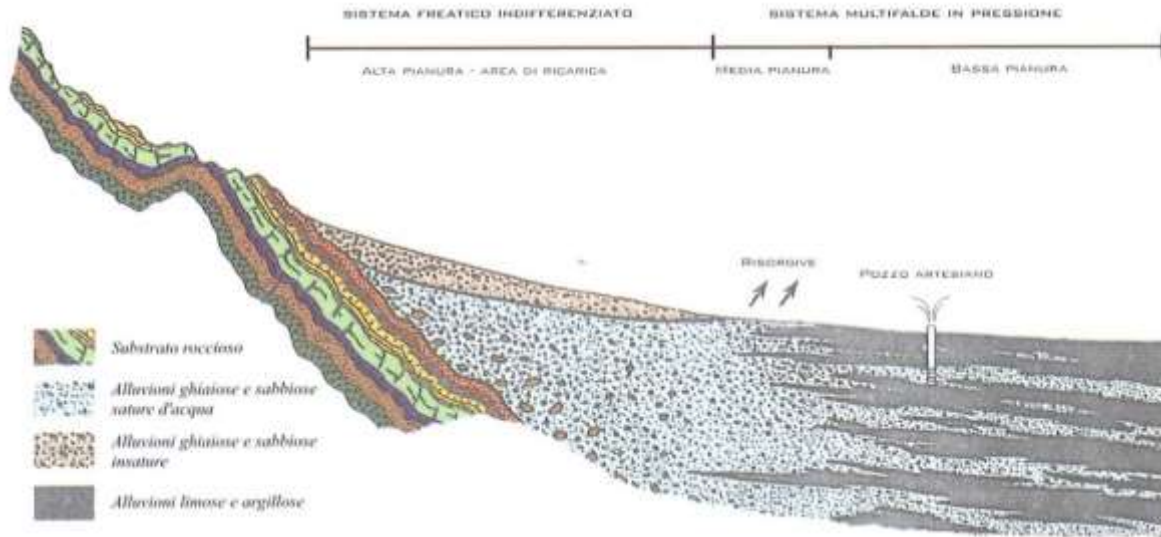 SISTEMA FREATICO INDIFFERENZIATO
SISTEMA MULTIFALDE IN PRESSIONE
ALTA PIANURA - AREA DI RICARICA
MEDIA PIANURA
BASSA PIANURA
RISORGIVE
POZZO ARTESIANO
Substrato roccioso
Alluvioni ghiaiose e sabbiose
sature d'acqua
Alluvioni ghiaiose e sabbiose
insature
Alluvioni limose e argillose